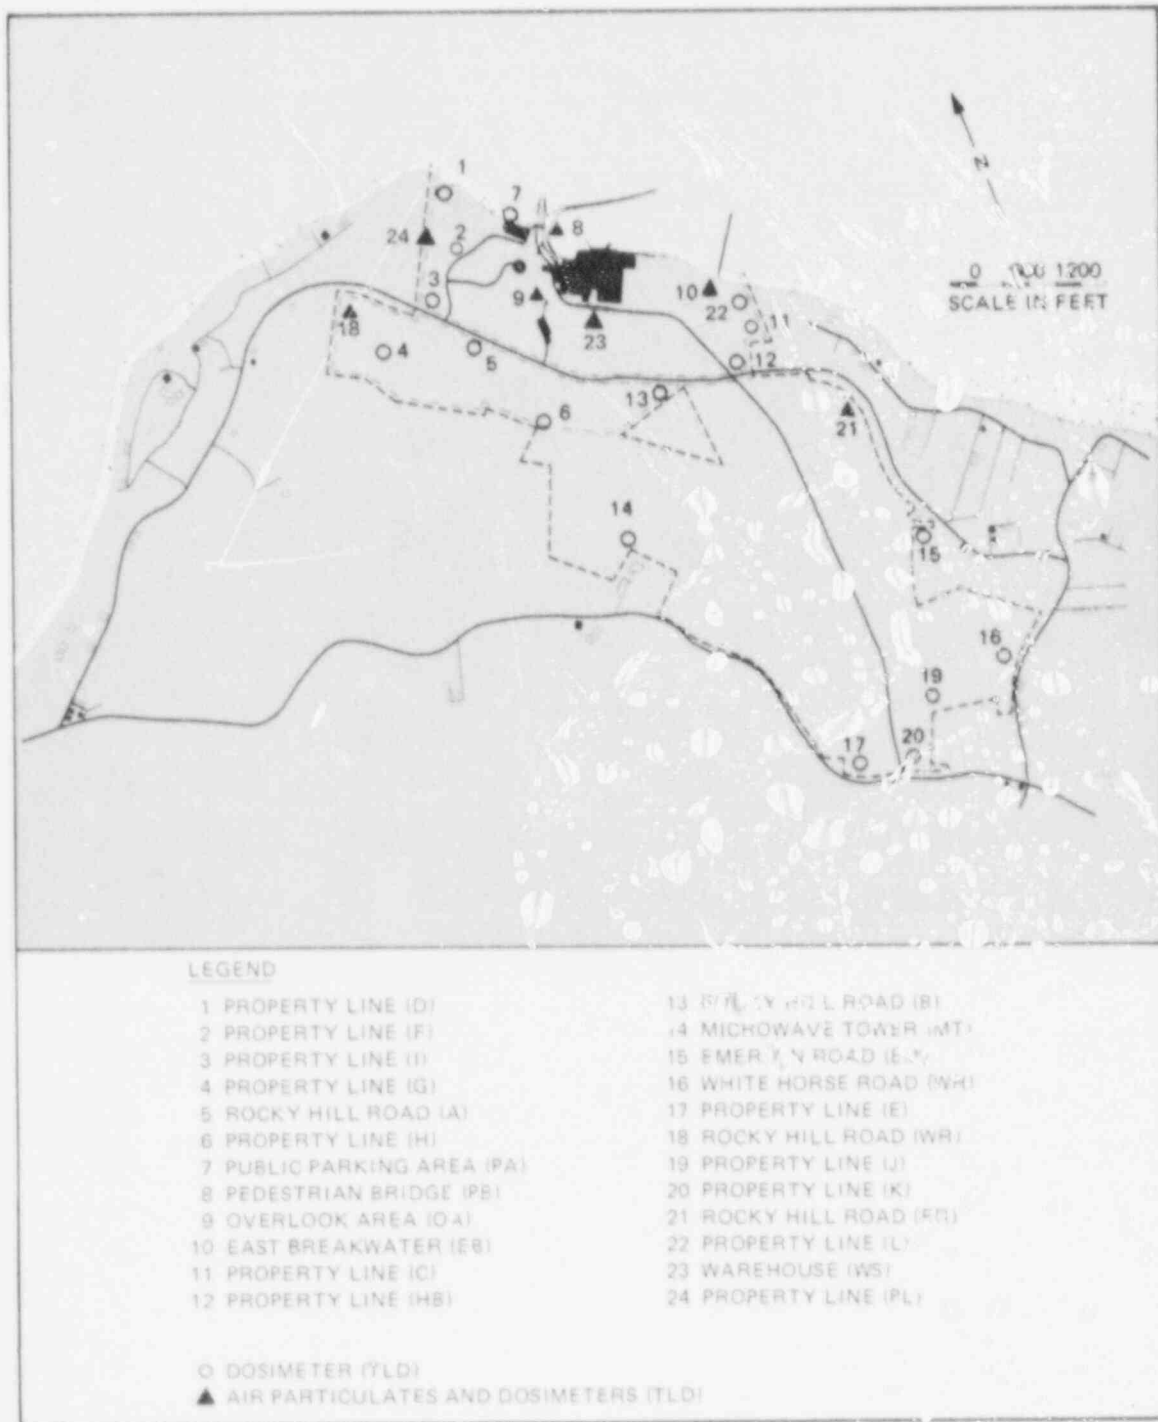 1
7
24
8
2
N
3
9
10
22
11
18
23
4
5
12
0 1200
SCALE IN FEET
13
6
21
14
15
16
19
17
20
LEGEND
1 PROPERTY LINE (D)
2 PROPERTY LINE (F)
3 PROPERTY LINE (I)
4 PROPERTY LINE (G)
5 ROCKY HILL ROAD (A)
6 PROPERTY LINE (H)
7 PUBLIC PARKING AREA (PA)
8 PEDESTRIAN BRIDGE (PB)
9 OVERLOOK AREA (OA)
10 EAST BREAKWATER (EB)
11 PROPERTY LINE (C)
12 PROPERTY LINE (HB)
13 HILL ROAD (B)
14 MICROWAVE TOWER (MT)
15 ROAD
16 WHITE HORSE ROAD (WH)
17 PROPERTY LINE (E)
18 ROCKY HILL ROAD (WR)
19 PROPERTY LINE (J)
20 PROPERTY LINE (K)
21 ROCKY HILL ROAD (ER)
22 PROPERTY LINE (L)
23 WAREHOUSE (WS)
24 PROPERTY LINE (PL)
O DOSIMETER (TLD)
▲ AIR PARTICULATES AND DOSIMETERS (TLD)